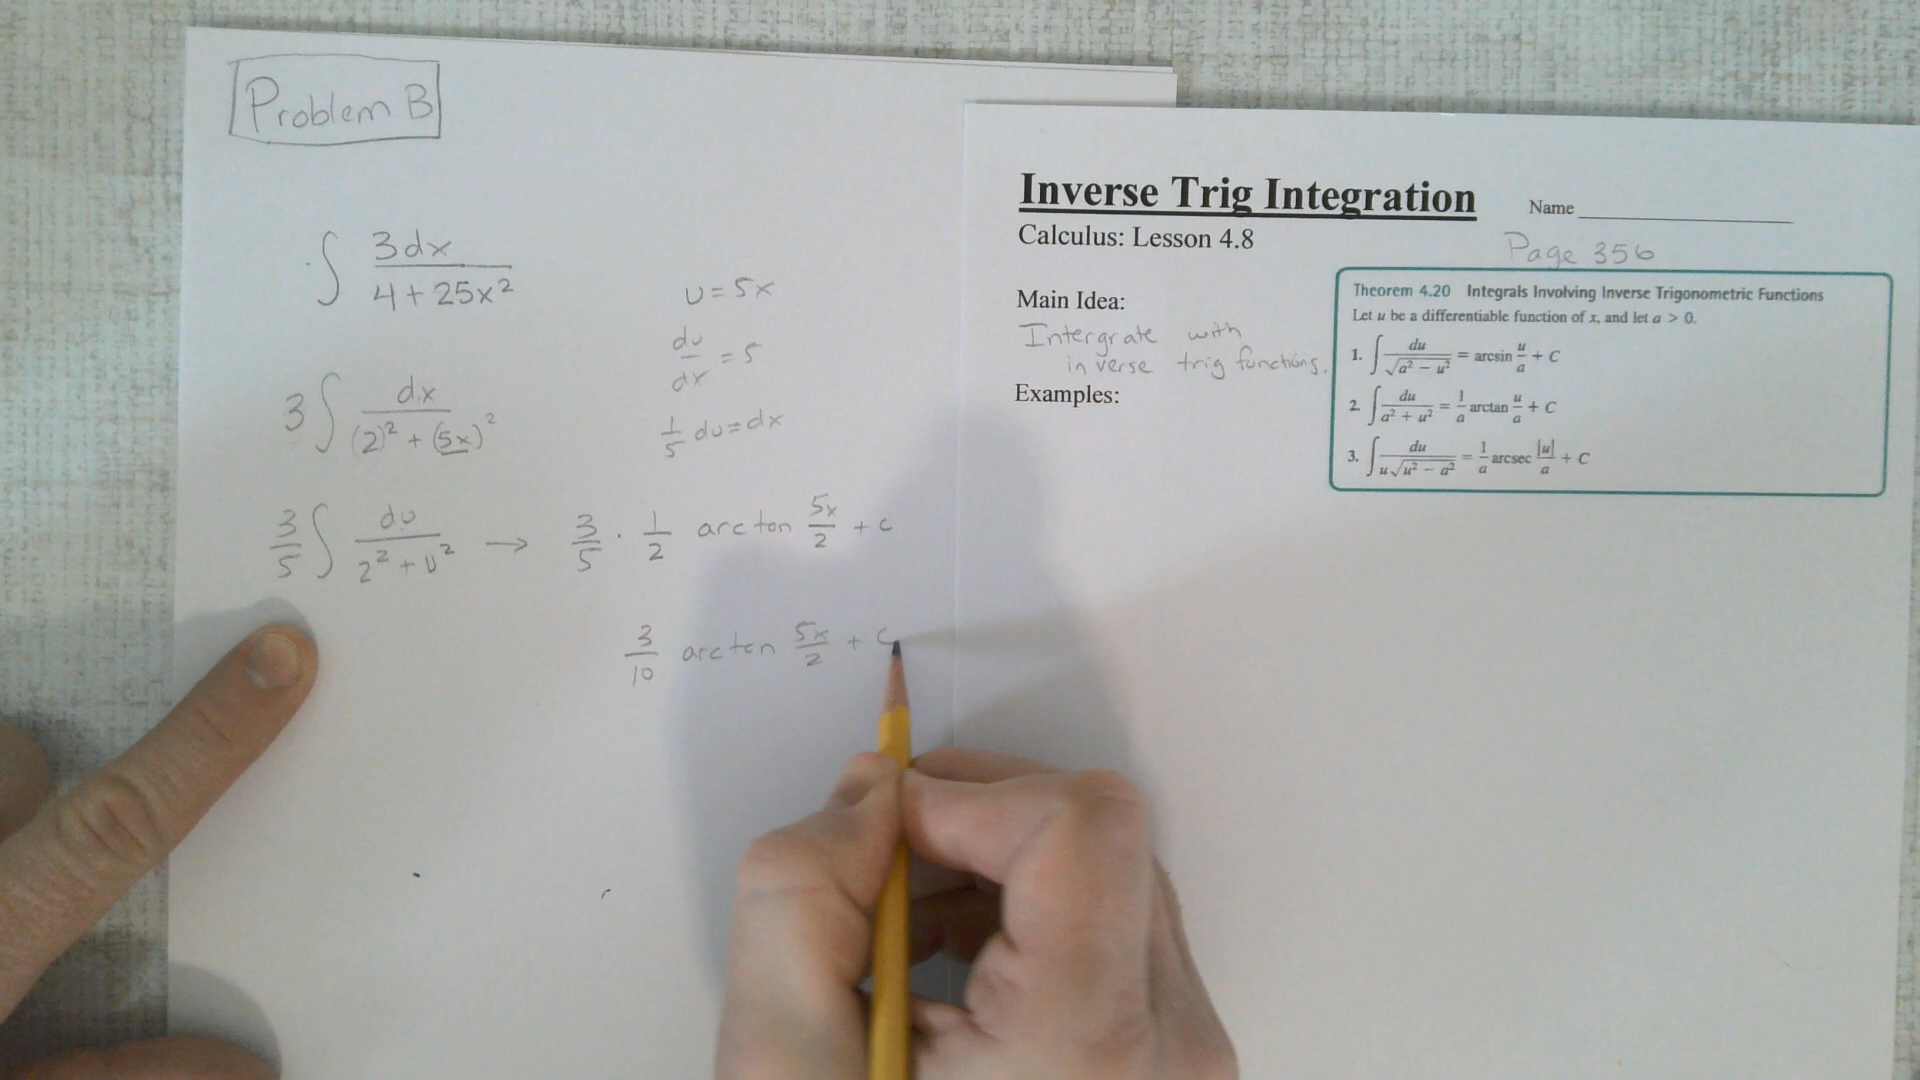 Problem B
∫ 3dx / 4 + 25x²
u = 5x
du/dx = 5
3 ∫ dx / (2)² + (5x)²
1/5 du = dx
3/5 ∫ du / 2² + u² → 3/5 · 1/2 arctan 5x/2 + C
3/10 arctan 5x/2 + C
Inverse Trig Integration
Name
Calculus: Lesson 4.8
Page 356
Main Idea:
Intergrate with
inverse trig functions.
Examples:
Theorem 4.20 Integrals Involving Inverse Trigonometric Functions
Let u be a differentiable function of x, and let a > 0.
1. ∫ du / √a² − u² = arcsin u/a + C
2. ∫ du / a² + u² = 1/a arctan u/a + C
3. ∫ du / u√u² − a² = 1/a arcsec |u|/a + C